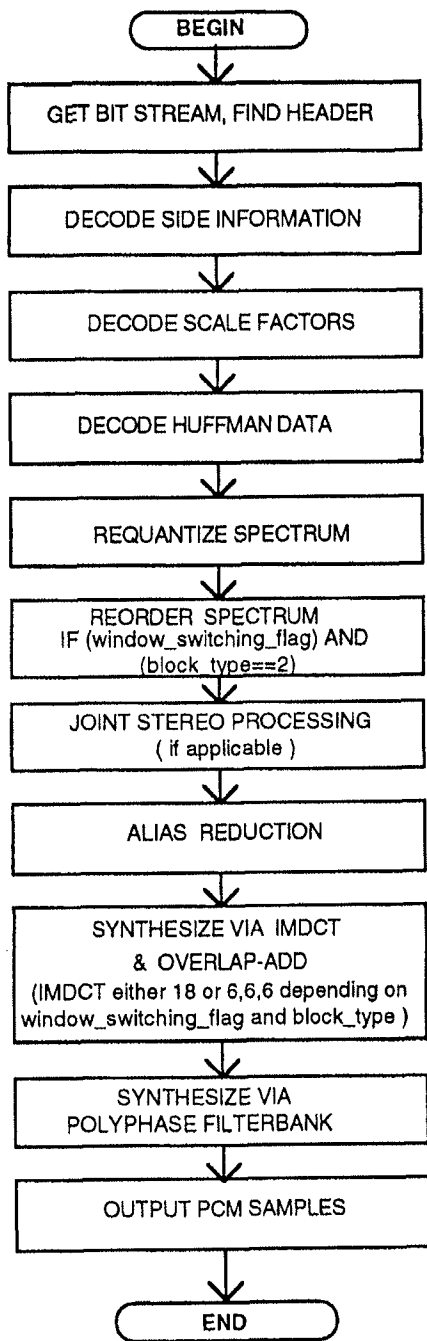 BEGIN
GET BIT STREAM, FIND HEADER
DECODE SIDE INFORMATION
DECODE SCALE FACTORS
DECODE HUFFMAN DATA
REQUANTIZE SPECTRUM
REORDER SPECTRUM
IF (window_switching_flag) AND
(block_type==2)
JOINT STEREO PROCESSING
( if applicable )
ALIAS REDUCTION
SYNTHESIZE VIA IMDCT
& OVERLAP-ADD
(IMDCT either 18 or 6,6,6 depending on
window_switching_flag and block_type )
SYNTHESIZE VIA
POLYPHASE FILTERBANK
OUTPUT PCM SAMPLES
END